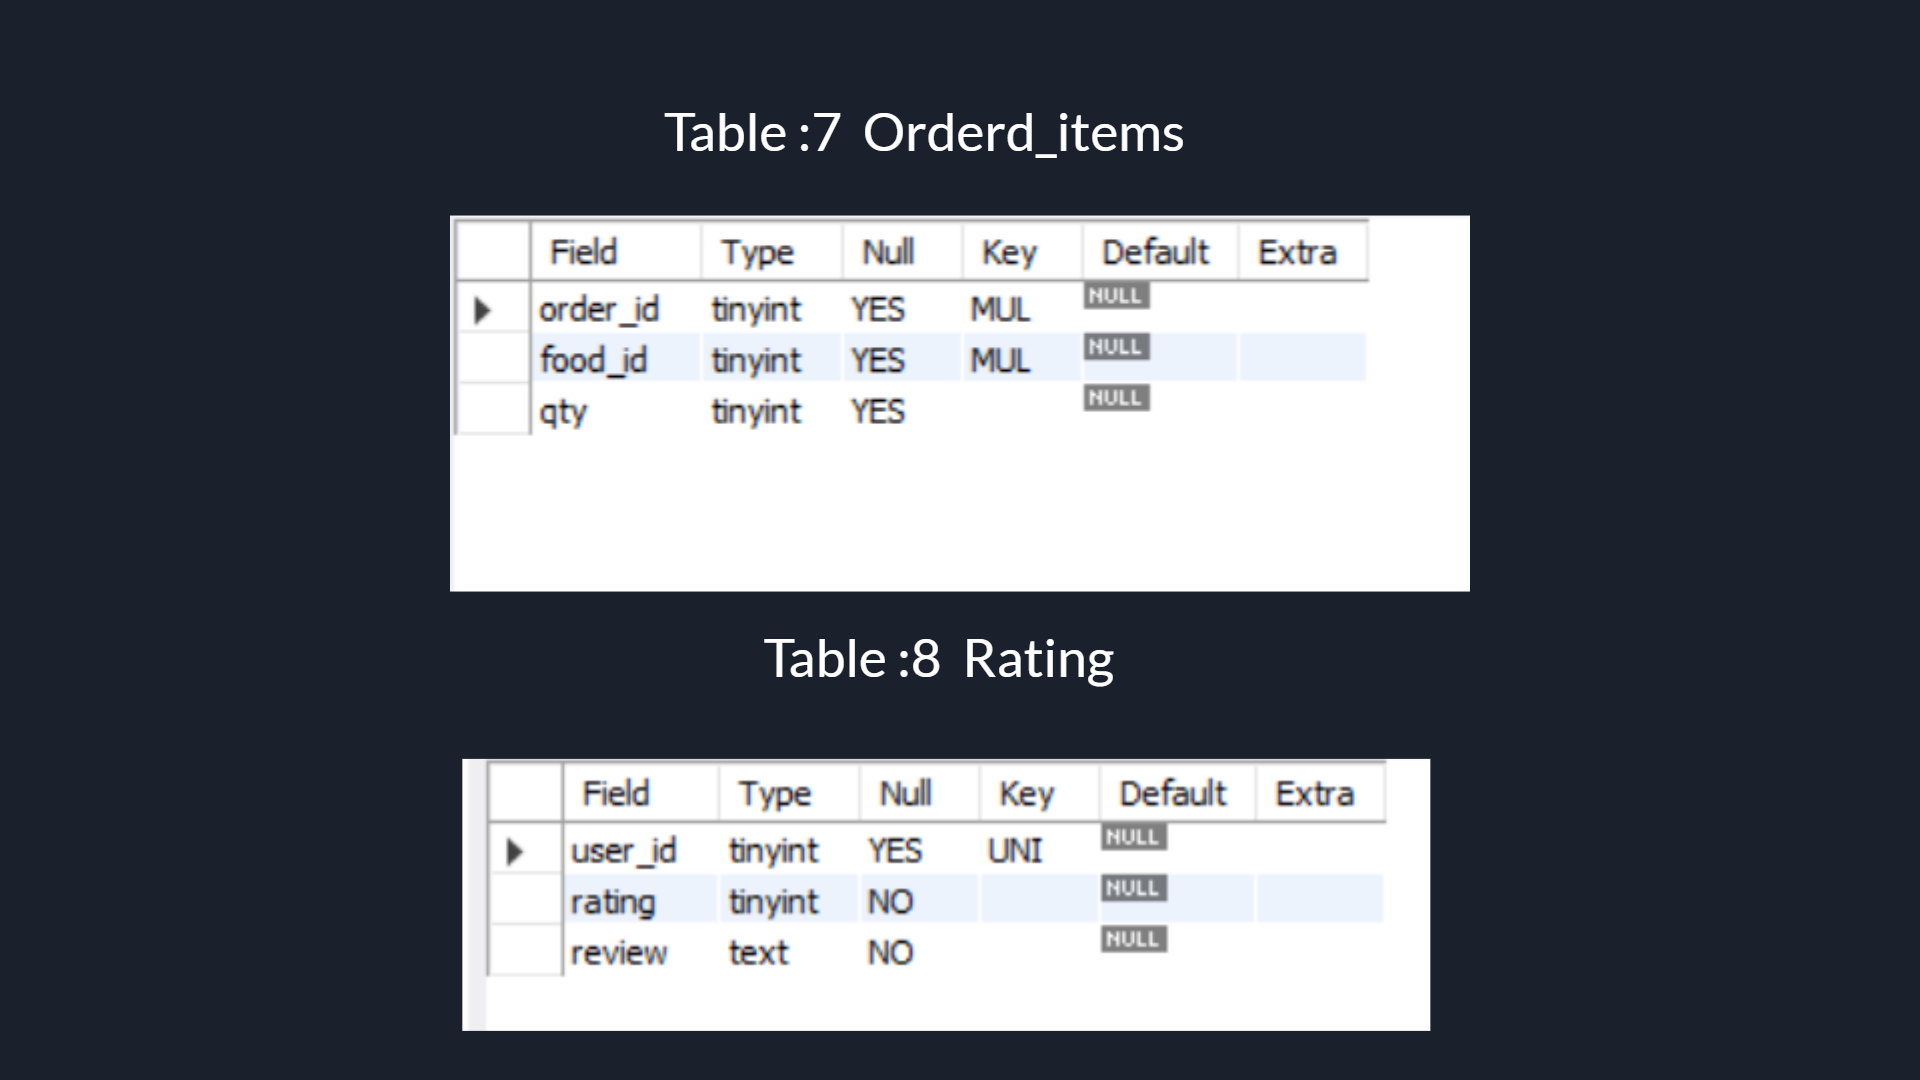 Table :7 Orderd_items
Field Type Null Key Default Extra
order_id tinyint YES MUL NULL
food_id tinyint YES MUL NULL
qty tinyint YES NULL
Table :8 Rating
Field Type Null Key Default Extra
user_id tinyint YES UNI NULL
rating tinyint NO NULL
review text NO NULL